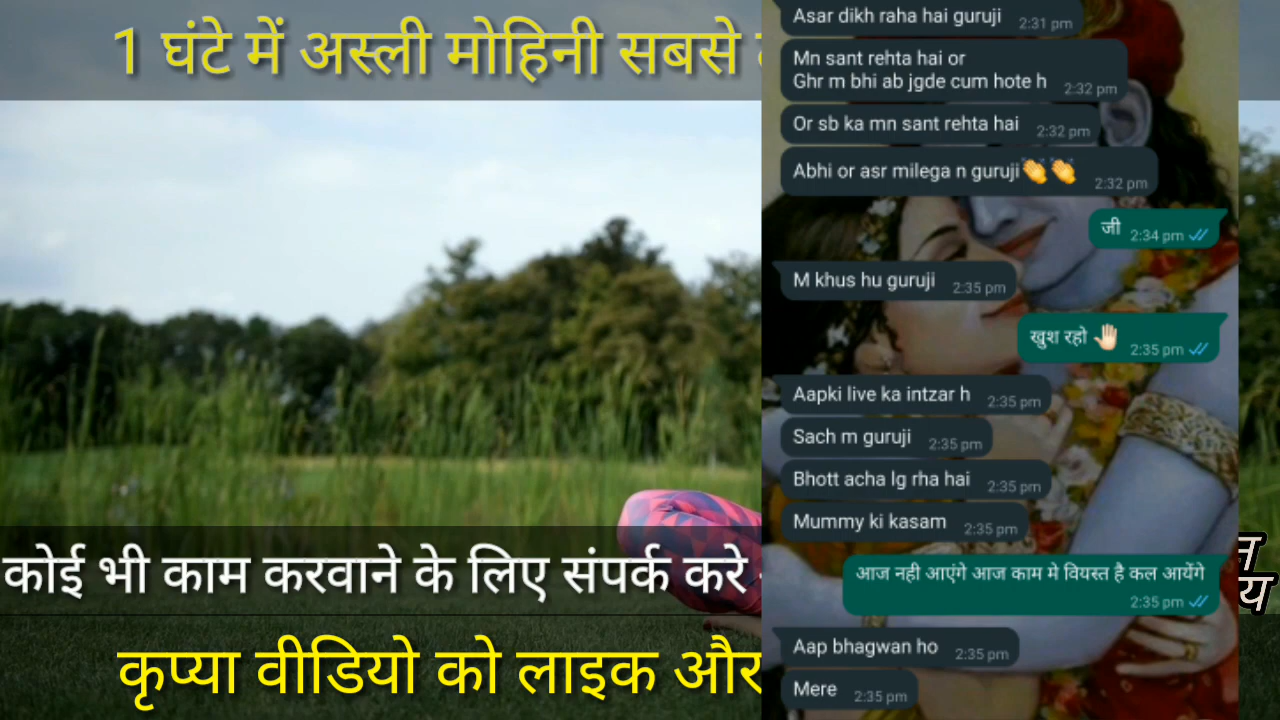 1 घंटे में अस्ली मोहिनी सबसे
Asar dikh raha hai guruji 2:31 pm
Mn sant rehta hai or
Ghr m bhi ab jgde cum hote h 2:32 pm
Or sb ka mn sant rehta hai 2:32 pm
Abhi or asr milega n guruji👏👏 2:32 pm
जी 2:34 pm
M khus hu guruji 2:35 pm
खुश रहो 🤚🏻 2:35 pm
Aapki live ka intzar h 2:35 pm
Sach m guruji 2:35 pm
Bhott acha lg rha hai 2:35 pm
Mummy ki kasam 2:35 pm
आज नही आएंगे आज काम मे वियस्त है कल आयेंगे
2:35 pm
Aap bhagwan ho 2:35 pm
Mere 2:35 pm
कोई भी काम करवाने के लिए संपर्क करे
कृप्या वीडियो को लाइक और